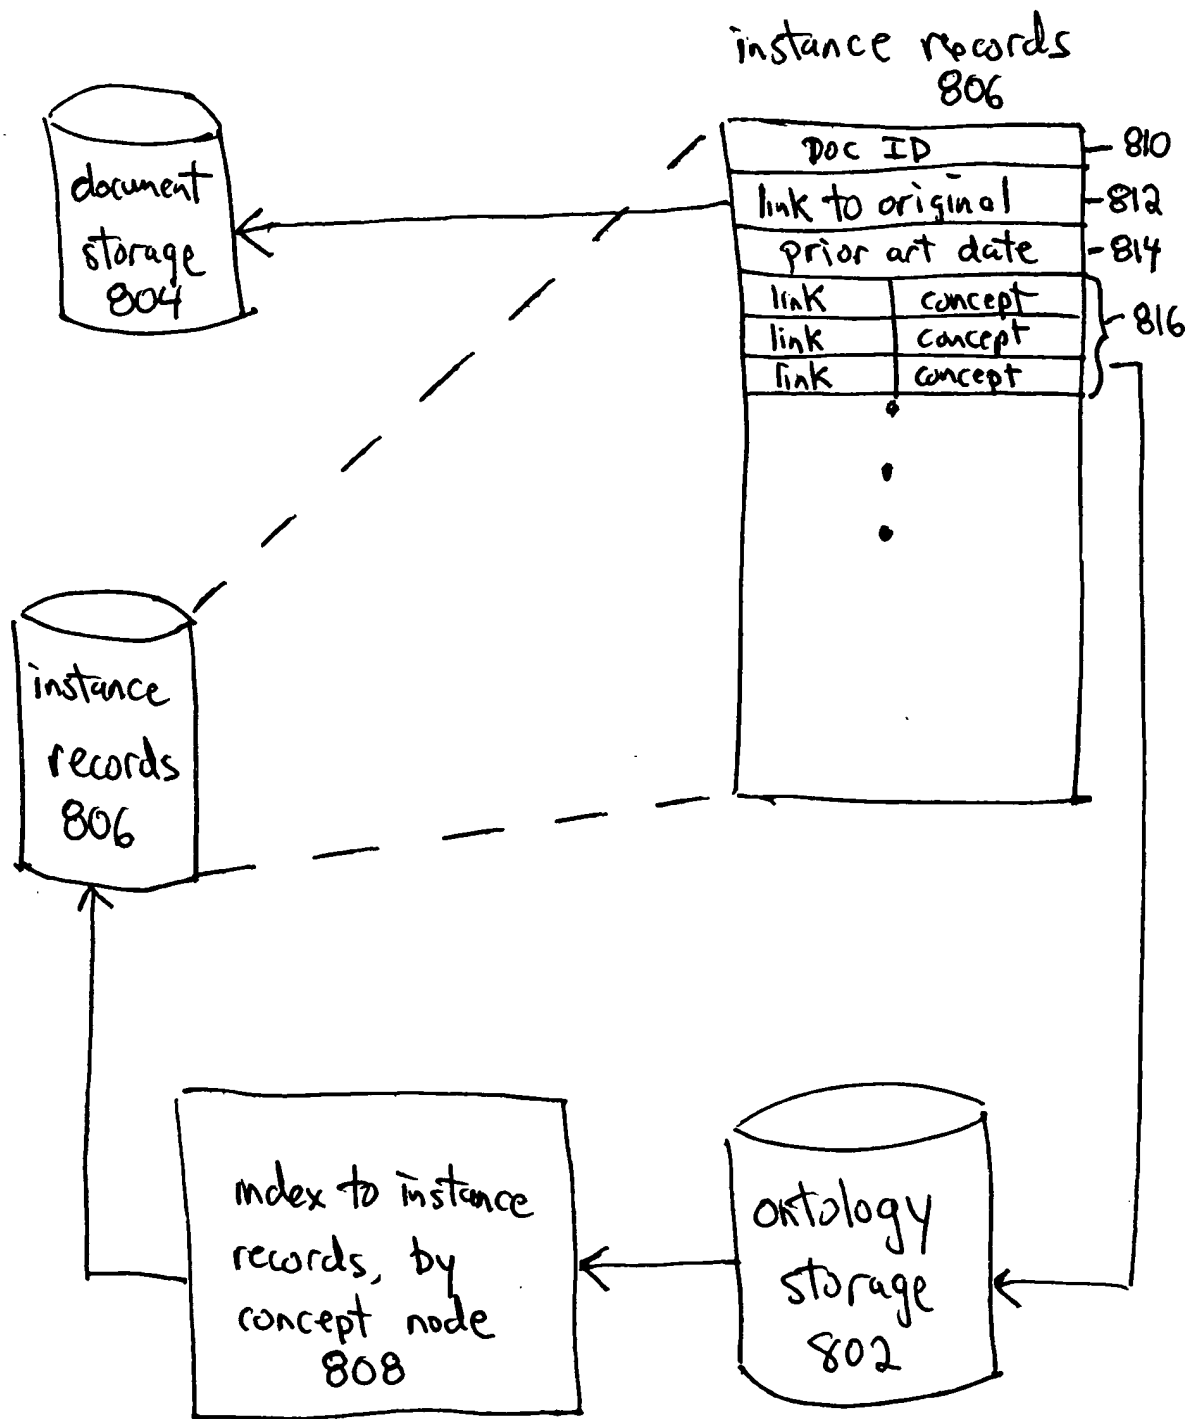 instance records
806
DOC ID
810
link to original
812
prior art date
814
link concept
link concept
link concept
816
document
storage
804
instance
records
806
index to instance
records, by
concept node
808
ontology
storage
802